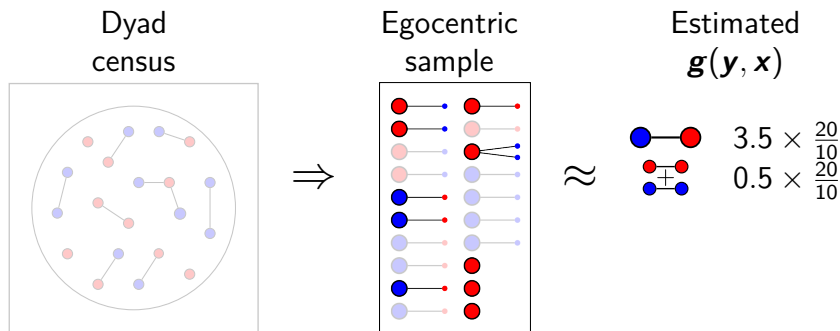 Dyad
census
Egocentric
sample
Estimated
g(y, x)
⇒
≈
3.5 × 20/10
+
0.5 × 20/10